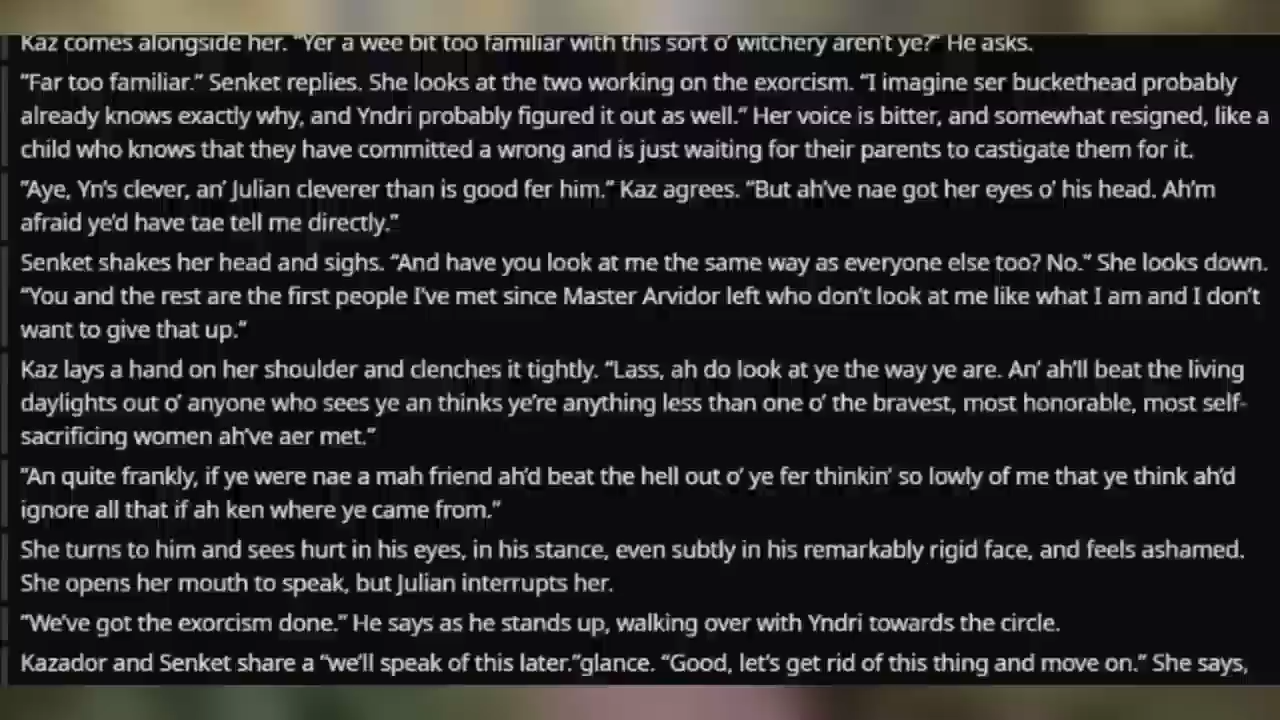 Kaz comes alongside her. “Yer a wee bit too familiar with this sort o’ witchery aren’t ye?” He asks.
“Far too familiar.” Senket replies. She looks at the two working on the exorcism. “I imagine ser buckethead probably
already knows exactly why, and Yndri probably figured it out as well.” Her voice is bitter, and somewhat resigned, like a
child who knows that they have committed a wrong and is just waiting for their parents to castigate them for it.
“Aye, Yn’s clever, an’ Julian cleverer than is good fer him.” Kaz agrees. “But ah’ve nae got her eyes o’ his head. Ah’m
afraid ye’d have tae tell me directly.”
Senket shakes her head and sighs. “And have you look at me the same way as everyone else too? No.” She looks down.
“You and the rest are the first people I’ve met since Master Arvidor left who don’t look at me like what I am and I don’t
want to give that up.”
Kaz lays a hand on her shoulder and clenches it tightly. “Lass, ah do look at ye the way ye are. An’ ah’ll beat the living
daylights out o’ anyone who sees ye an thinks ye’re anything less than one o’ the bravest, most honorable, most self-
sacrificing women ah’ve aer met.”
“An quite frankly, if ye were nae a mah friend ah’d beat the hell out o’ ye fer thinkin’ so lowly of me that ye think ah’d
ignore all that if ah ken where ye came from.”
She turns to him and sees hurt in his eyes, in his stance, even subtly in his remarkably rigid face, and feels ashamed.
She opens her mouth to speak, but Julian interrupts her.
“We’ve got the exorcism done.” He says as he stands up, walking over with Yndri towards the circle.
Kazador and Senket share a “we’ll speak of this later.”glance. “Good, let’s get rid of this thing and move on.” She says,